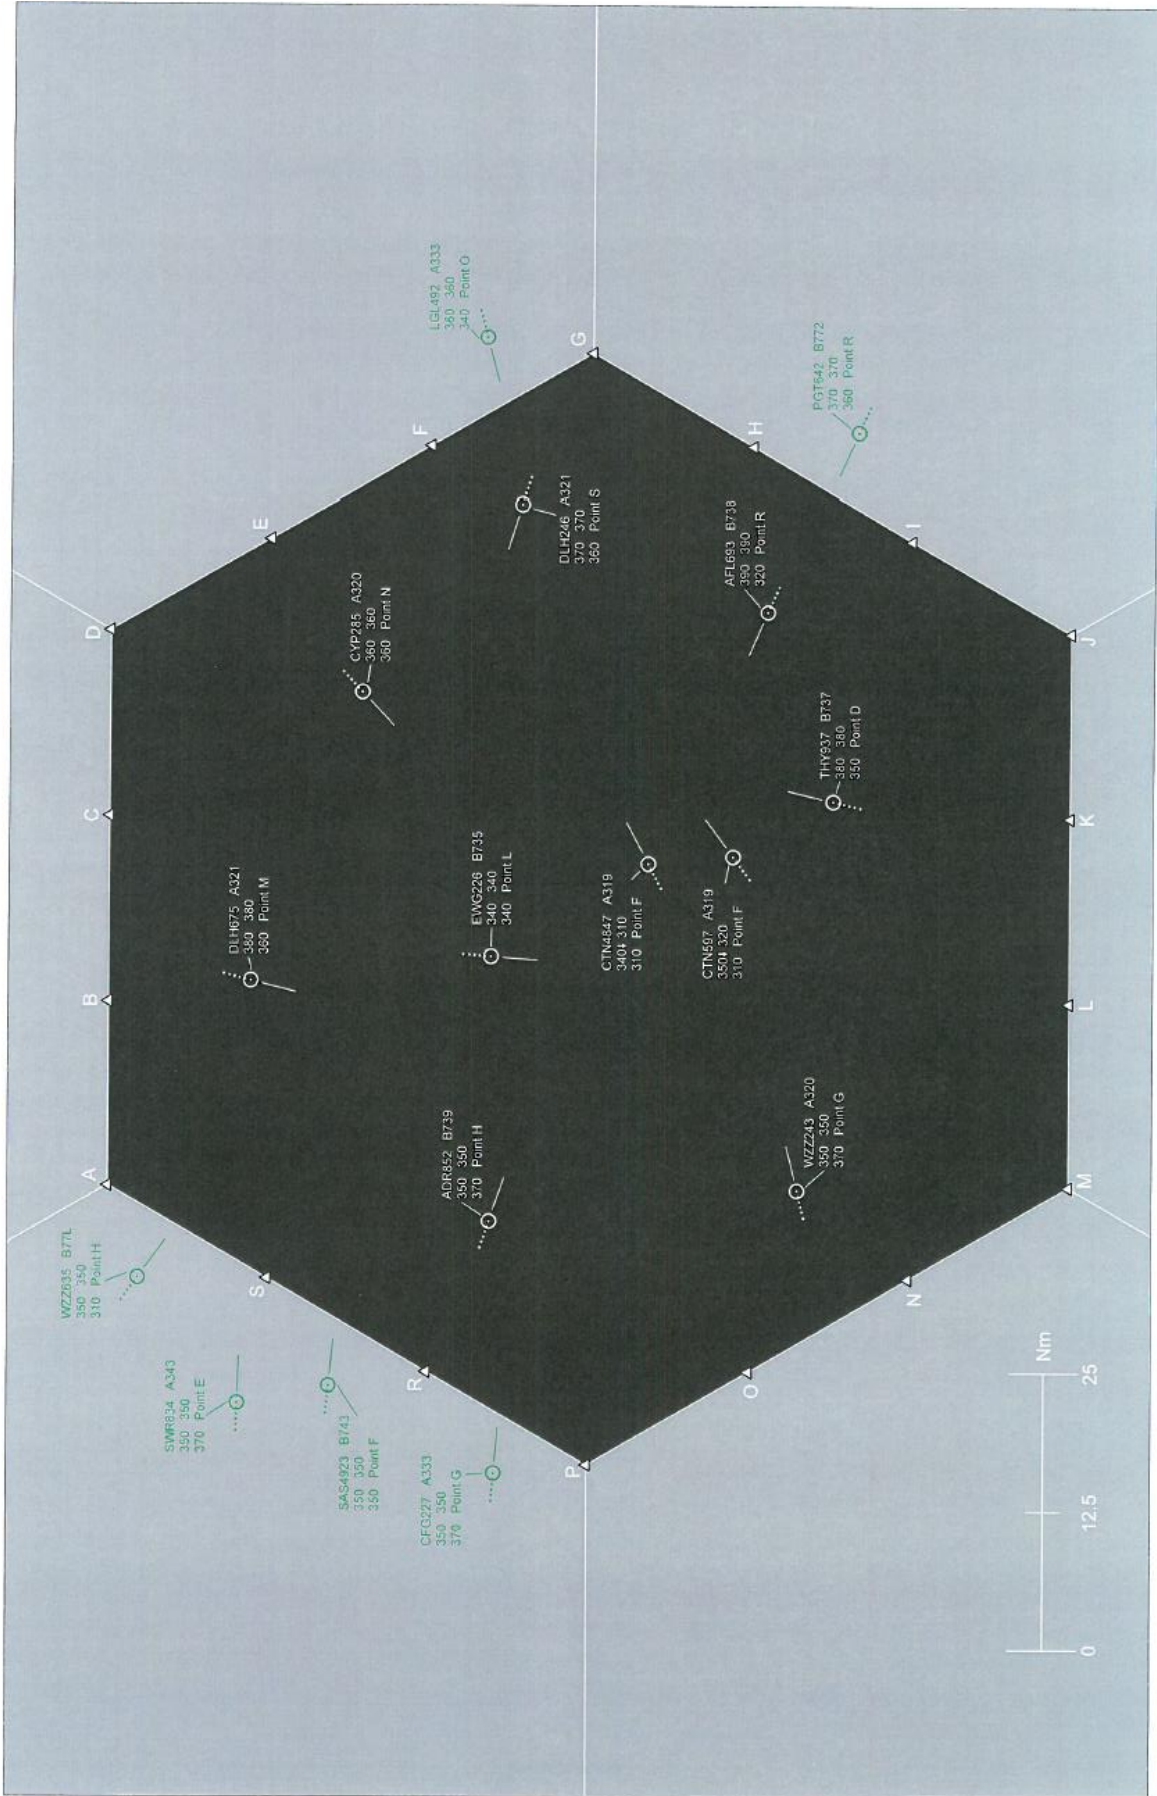 A
B
C
D
E
F
G
H
I
J
K
L
M
N
O
P
R
S
WZZ635 B77L
350 350
310 Point H
SWR834 A343
350 350
370 Point E
SAS4923 B743
350 350
350 Point F
CFG227 A333
350 350
370 Point G
DLH675 A321
380 380
360 Point M
CYP285 A320
360 360
360 Point N
LGL492 A333
360 360
340 Point O
DLH246 A321
370 370
360 Point S
EWG226 B735
340 340
340 Point L
ADR852 B739
350 350
370 Point H
CTN4847 A319
340⬇ 310
310 Point F
CTN597 A319
350⬇ 320
310 Point F
AFL693 B738
390 390
320 Point R
PGT642 B772
370 370
360 Point R
THY937 B737
380 380
350 Point D
WZZ243 A320
350 350
370 Point G
Nm
0 12.5 25